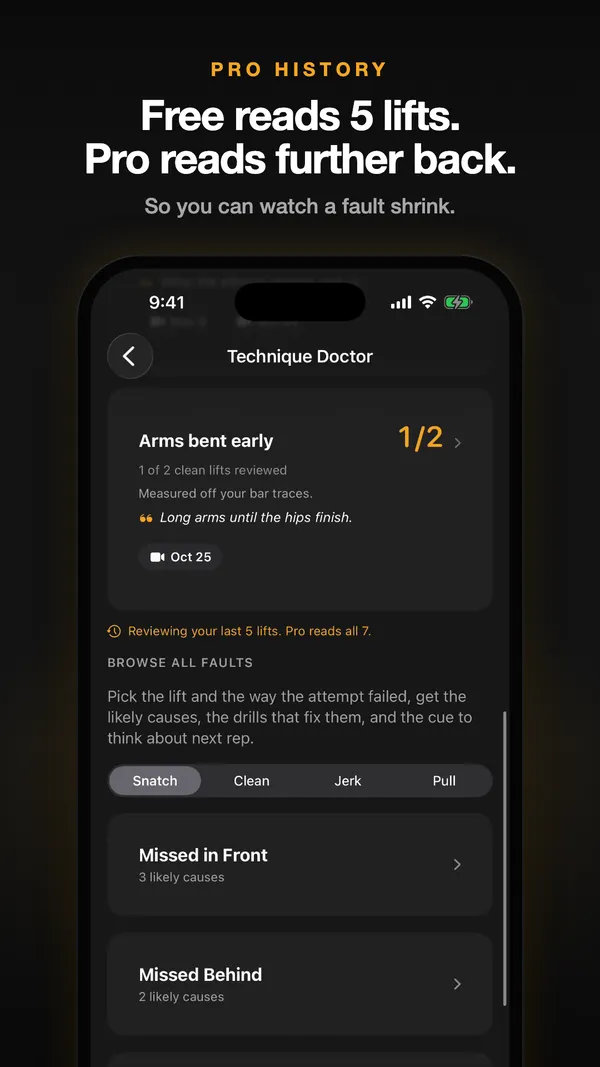 PRO HISTORY
Free reads 5 lifts.
Pro reads further back.
So you can watch a fault shrink.
9:41
Technique Doctor
Arms bent early
1/2
1 of 2 clean lifts reviewed
Measured off your bar traces.
Long arms until the hips finish.
Oct 25
Reviewing your last 5 lifts. Pro reads all 7.
BROWSE ALL FAULTS
Pick the lift and the way the attempt failed, get the
likely causes, the drills that fix them, and the cue to
think about next rep.
Snatch Clean Jerk Pull
Missed in Front
3 likely causes
Missed Behind
2 likely causes